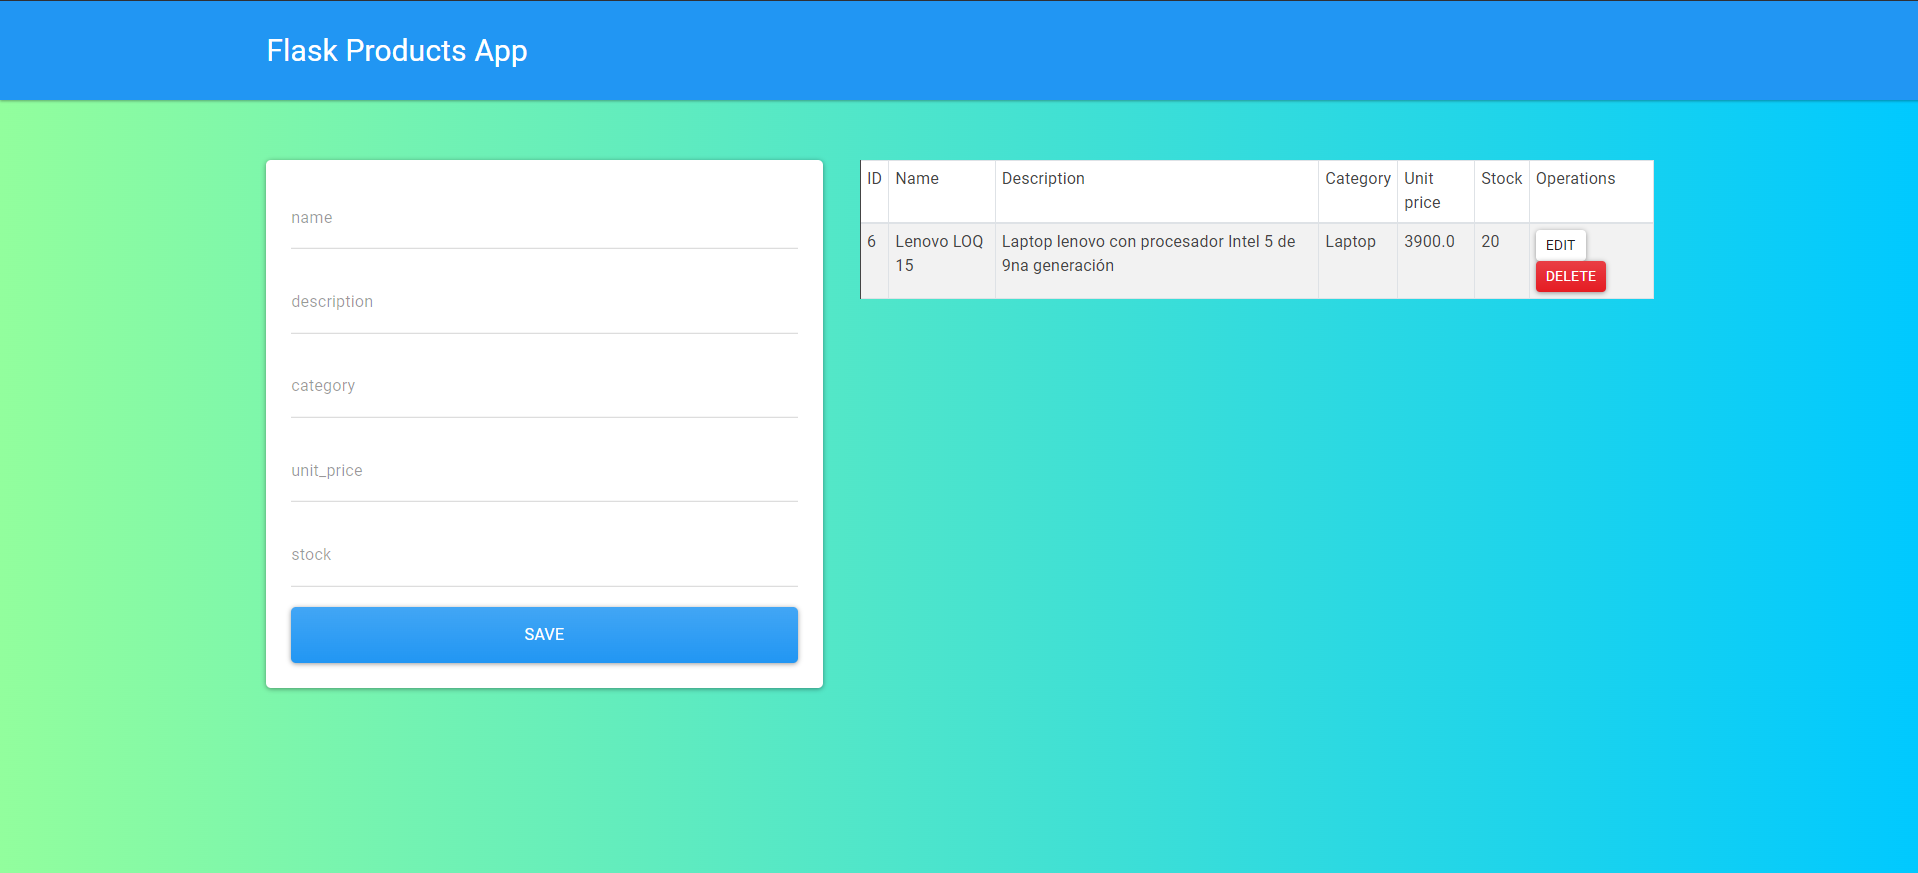 Flask Products App
name
description
category
unit_price
stock
SAVE
ID Name Description Category Unit price Stock Operations
6 Lenovo LOQ 15 Laptop lenovo con procesador Intel 5 de 9na generación Laptop 3900.0 20 EDIT
DELETE